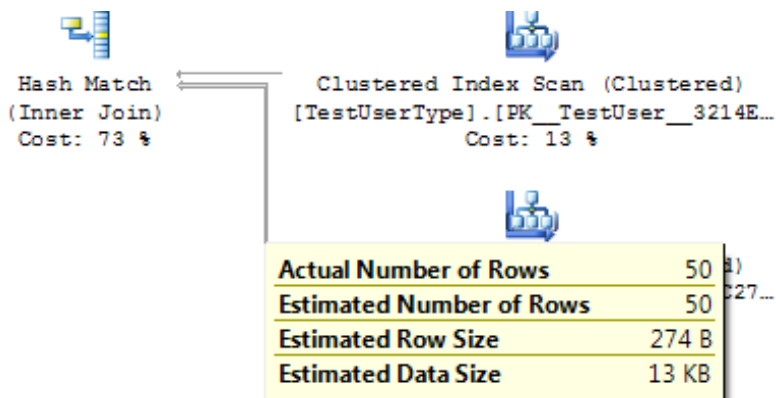 Hash Match
(Inner Join)
Cost: 73 %
Clustered Index Scan (Clustered)
[TestUserType].[PK__TestUser__3214E...
Cost: 13 %
Actual Number of Rows 50
Estimated Number of Rows 50
Estimated Row Size 274 B
Estimated Data Size 13 KB